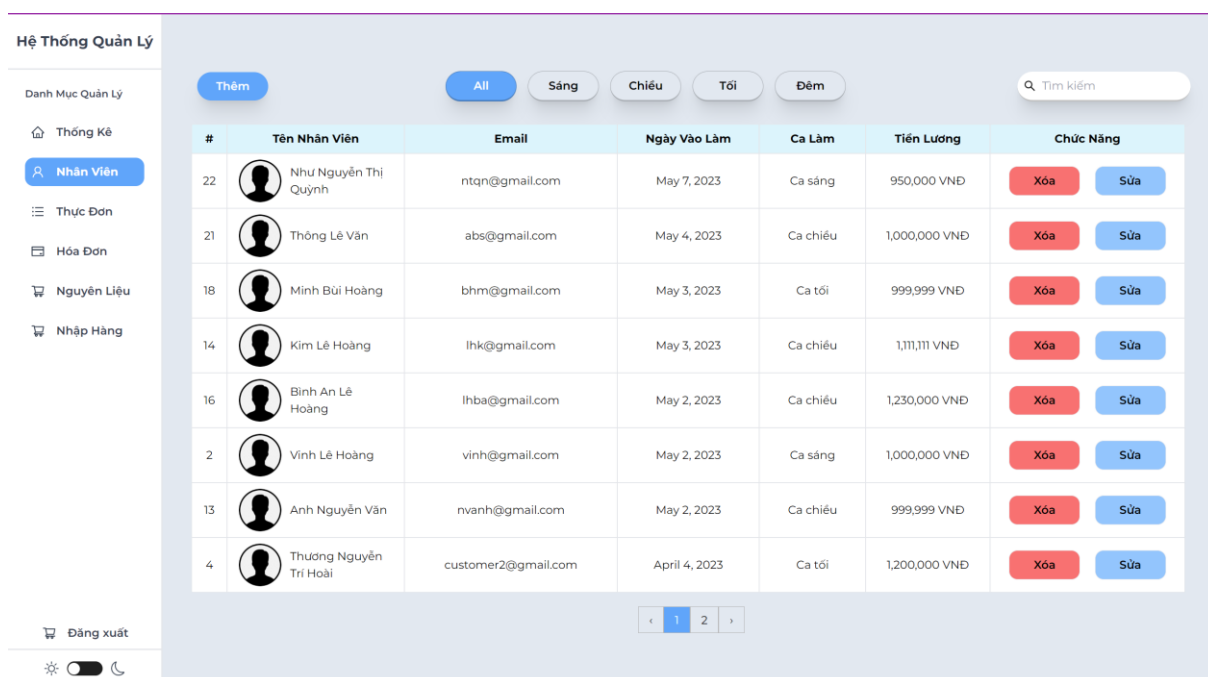 Hệ Thống Quản Lý
Danh Mục Quản Lý
Thống Kê
Nhân Viên
Thực Đơn
Hóa Đơn
Nguyên Liệu
Nhập Hàng
Đăng xuất
Thêm
All Sáng Chiều Tối Đêm
Tìm kiếm
# Tên Nhân Viên Email Ngày Vào Làm Ca Làm Tiền Lương Chức Năng
22 Như Nguyễn Thị Quỳnh ntqn@gmail.com May 7, 2023 Ca sáng 950,000 VNĐ Xóa Sửa
21 Thông Lê Văn abs@gmail.com May 4, 2023 Ca chiều 1,000,000 VNĐ Xóa Sửa
18 Minh Bùi Hoàng bhm@gmail.com May 3, 2023 Ca tối 999,999 VNĐ Xóa Sửa
14 Kim Lê Hoàng lhk@gmail.com May 3, 2023 Ca chiều 1,111,111 VNĐ Xóa Sửa
16 Bình An Lê Hoàng lhba@gmail.com May 2, 2023 Ca chiều 1,230,000 VNĐ Xóa Sửa
2 Vinh Lê Hoàng vinh@gmail.com May 2, 2023 Ca sáng 1,000,000 VNĐ Xóa Sửa
13 Anh Nguyễn Văn nvanh@gmail.com May 2, 2023 Ca chiều 999,999 VNĐ Xóa Sửa
4 Thương Nguyễn Trí Hoài customer2@gmail.com April 4, 2023 Ca tối 1,200,000 VNĐ Xóa Sửa
‹ 1 2 ›